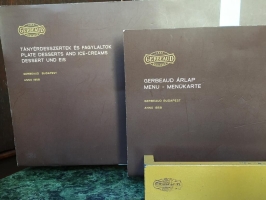 GERBEAUD
TÁNYÉRDESSZERTEK ÉS FAGYLALTOK
PLATE DESSERTS AND ICE-CREAMS
DESSERT UND EIS
GERBEAUD BUDAPEST
ANNO 1858
GERBEAUD
GERBEAUD ÁRLAP
MENU - MENÜKARTE
GERBEAUD BUDAPEST
ANNO 1858
GERBEAUD